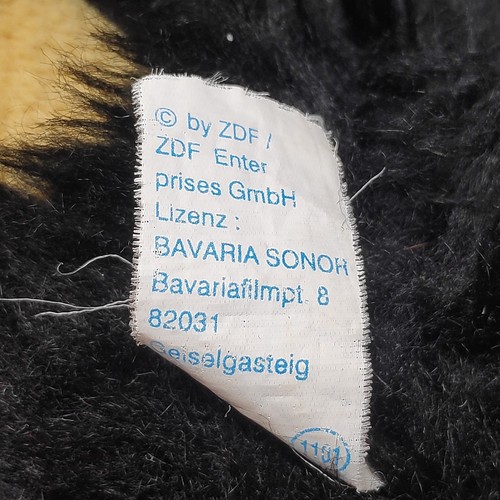 © by ZDF /
ZDF Enter
prises GmbH
Lizenz :
BAVARIA SONOR
Bavariafilmpt. 8
82031
Geiselgasteig